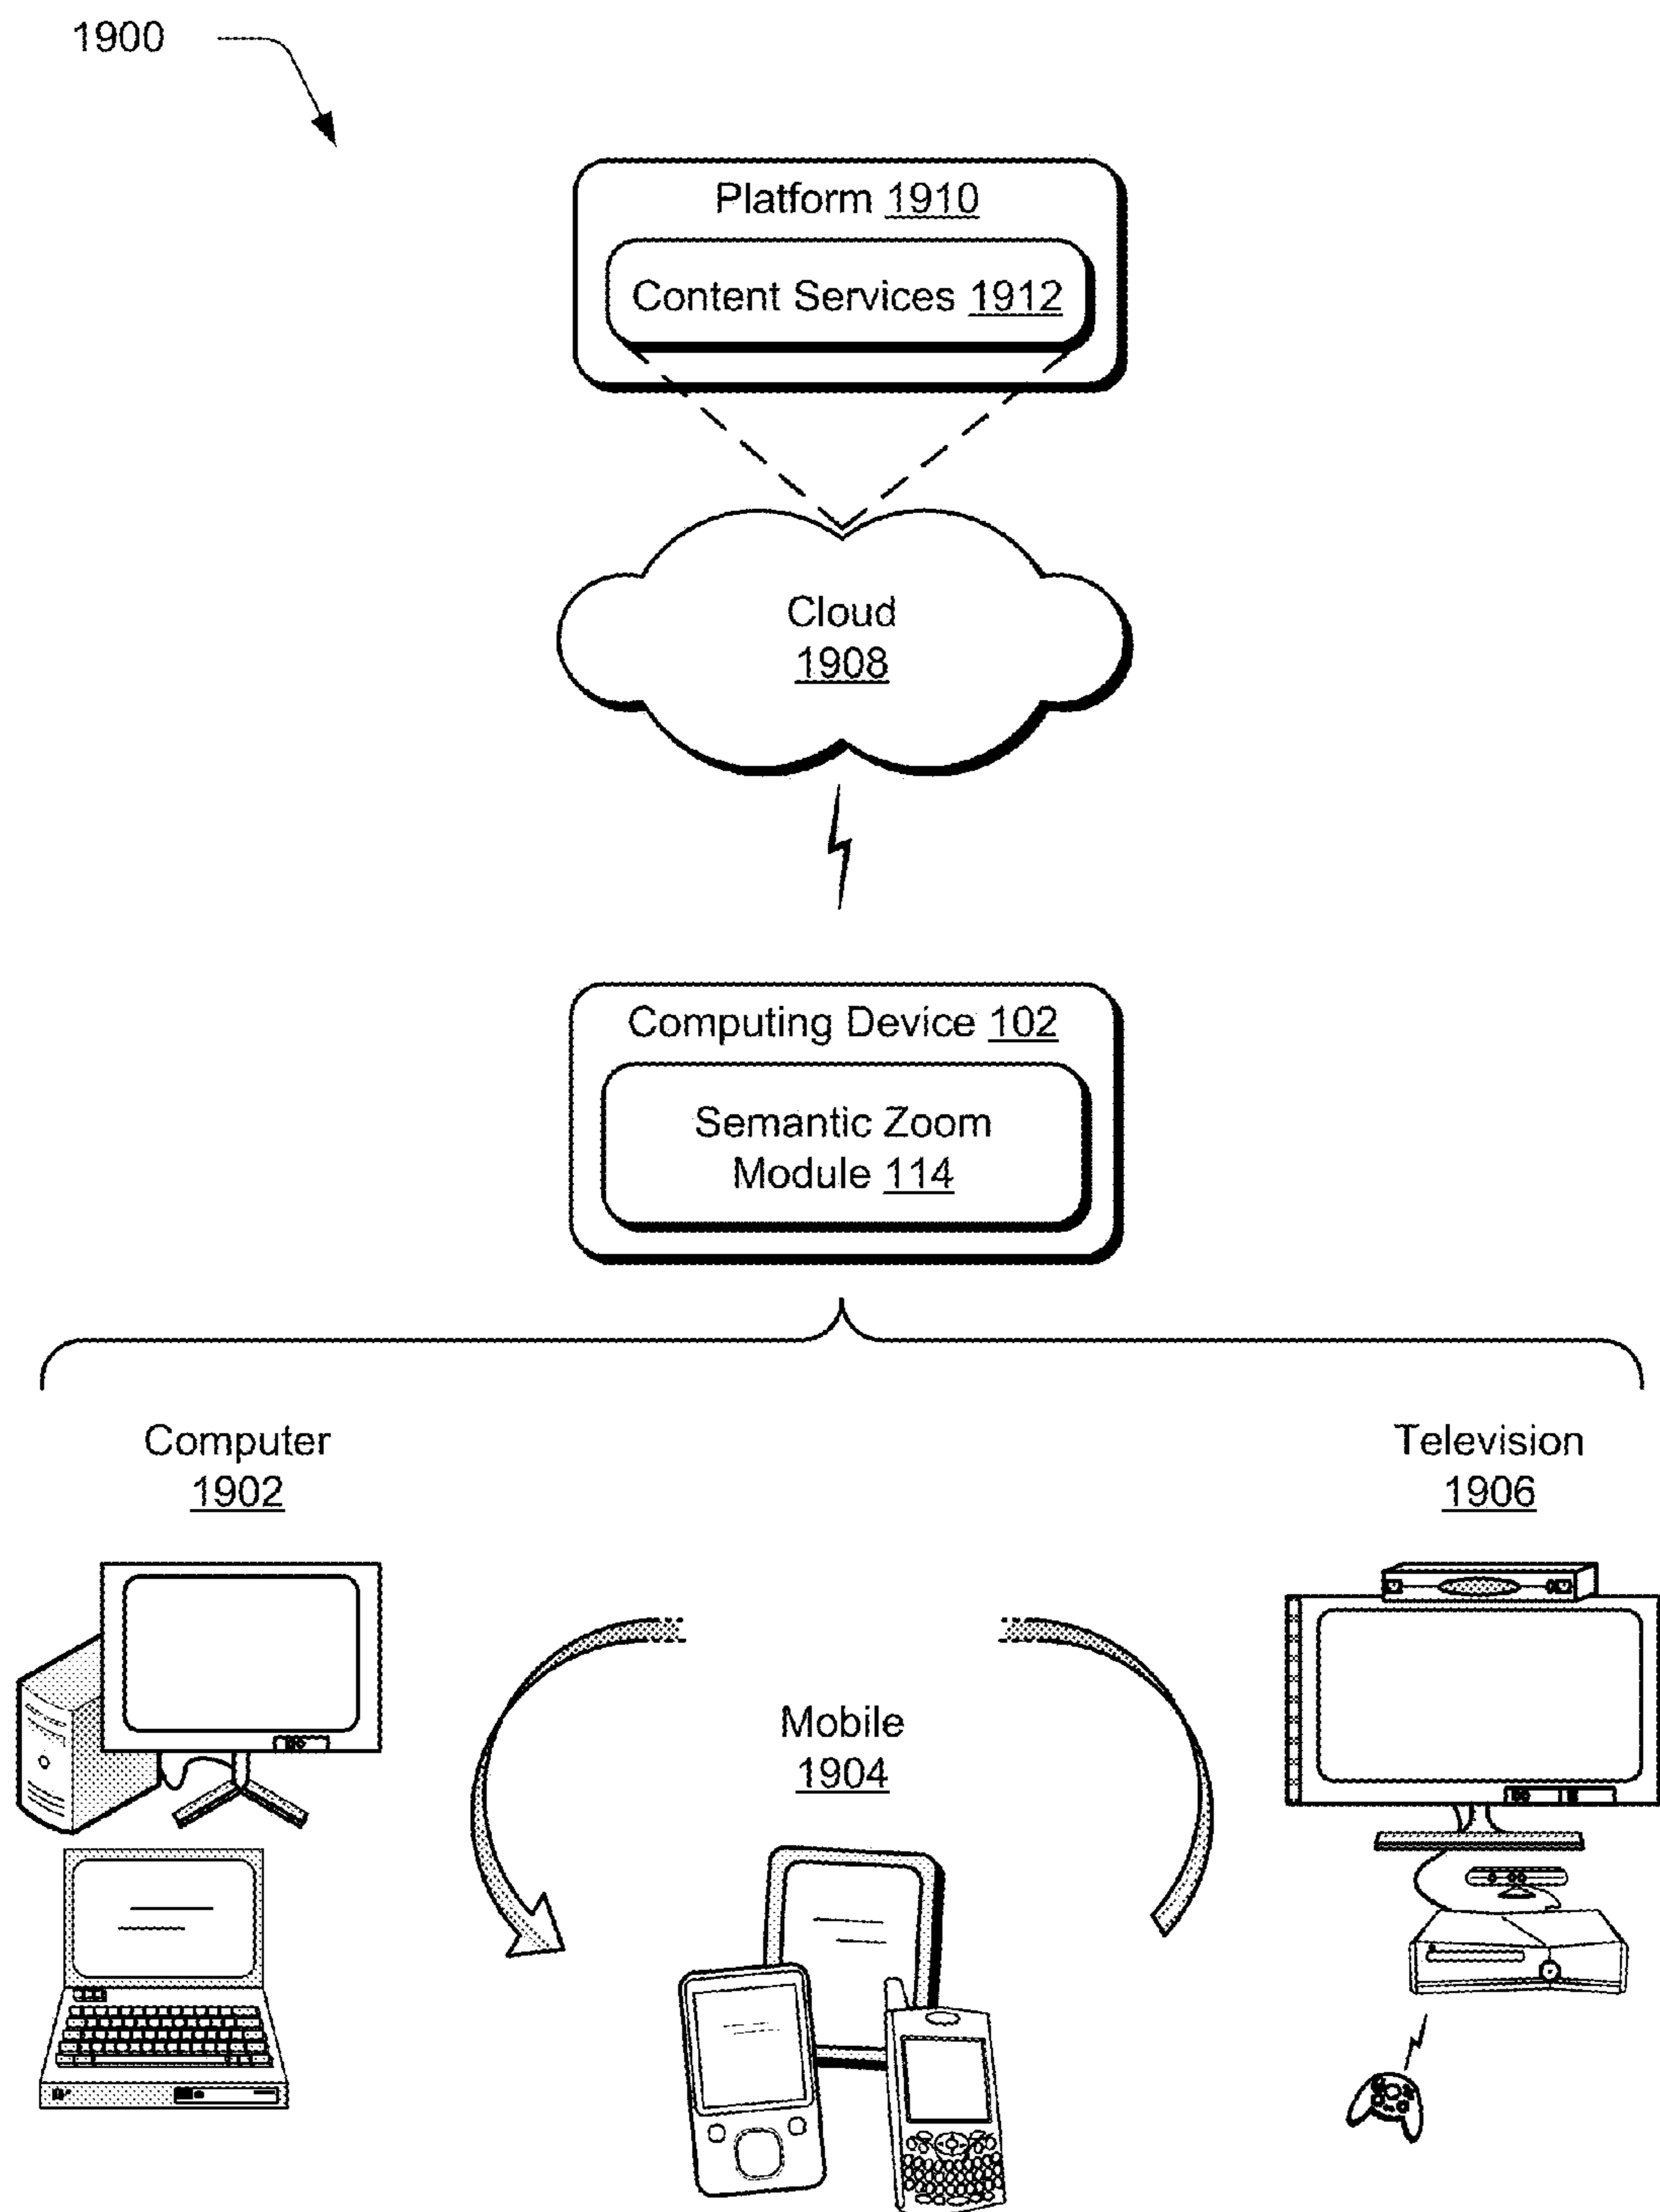 1900
Platform 1910
Content Services 1912
Cloud
1908
Computing Device 102
Semantic Zoom
Module 114
Computer
1902
Television
1906
Mobile
1904